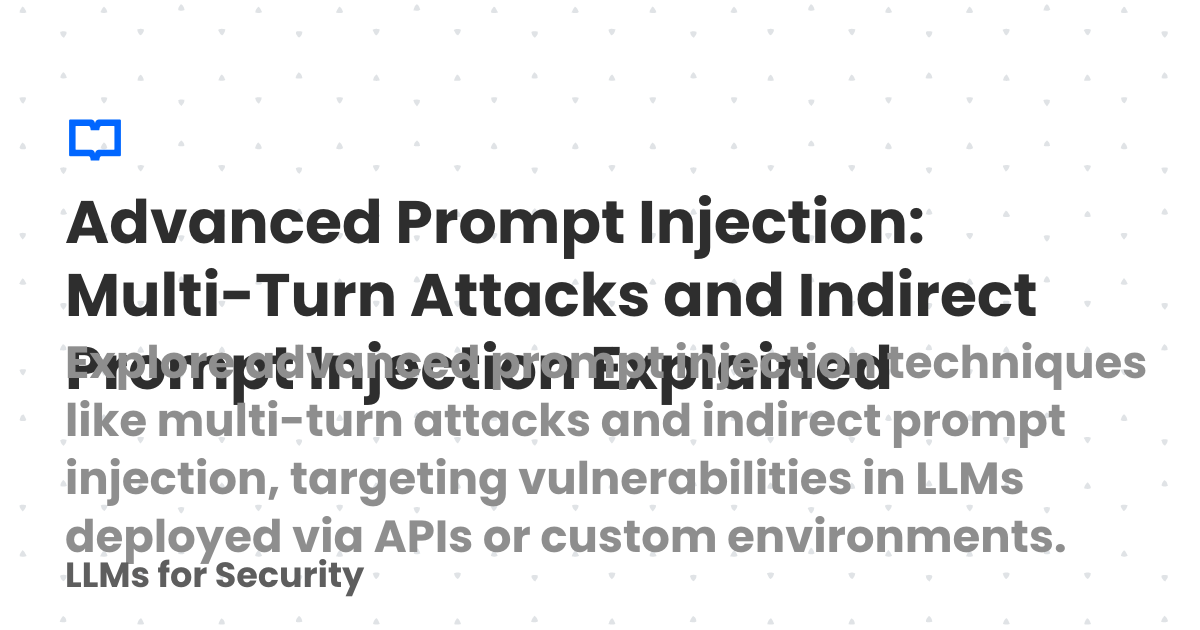 Advanced Prompt Injection:
Multi-Turn Attacks and Indirect
Prompt Injection Explained
Explore advanced prompt injection techniques
like multi-turn attacks and indirect prompt
injection, targeting vulnerabilities in LLMs
deployed via APIs or custom environments.
LLMs for Security